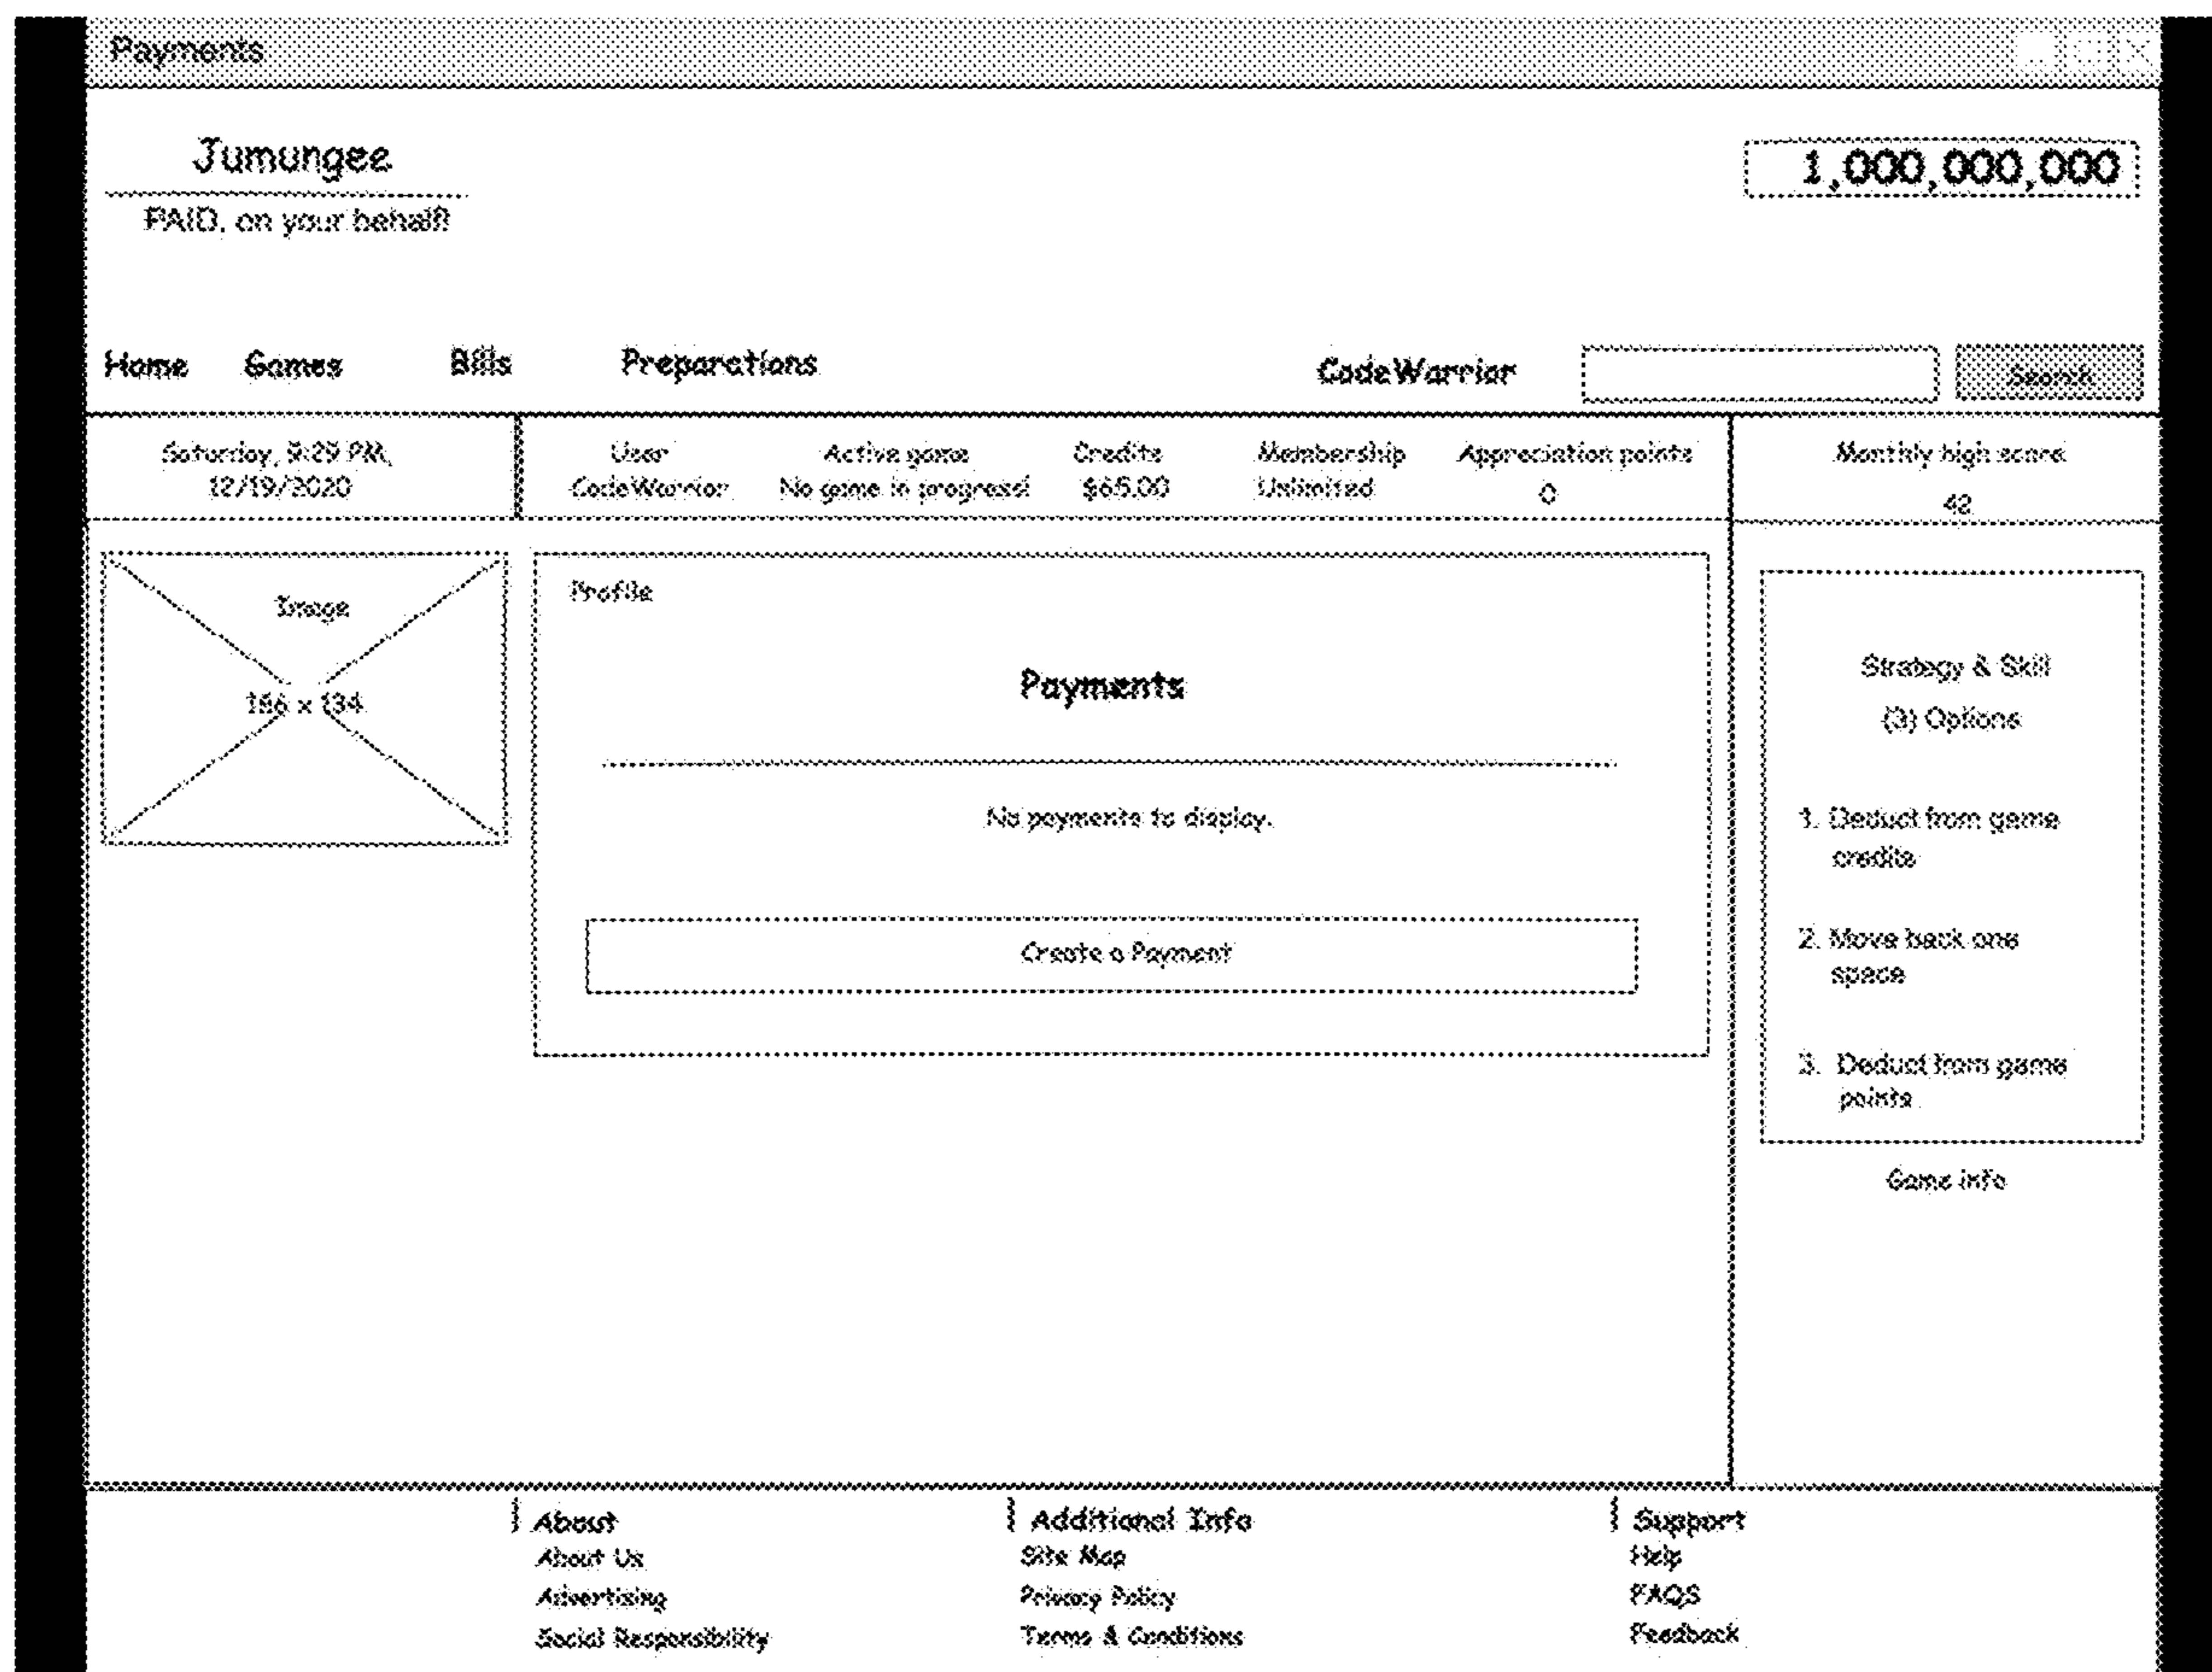 Payments
Jumungee
1,000,000,000
PAID, on your behalf!
Home Games Bills Preparations CodeWarrior Search
Saturday, 9:29 PM,
12/19/2020
User Active game Credits Membership Appreciation points
CodeWarrior No game in progress! $65.00 Unlimited 0
Monthly high score
42
Image
186 x 134
Profile
Payments
No payments to display.
Create a Payment
Strategy & Skill
(3) Options
1. Deduct from game
credits
2. Move back one
space
3. Deduct from game
points
Game info
About
About Us
Advertising
Social Responsibility
Additional Info
Site Map
Privacy Policy
Terms & Conditions
Support
Help
FAQS
Feedback